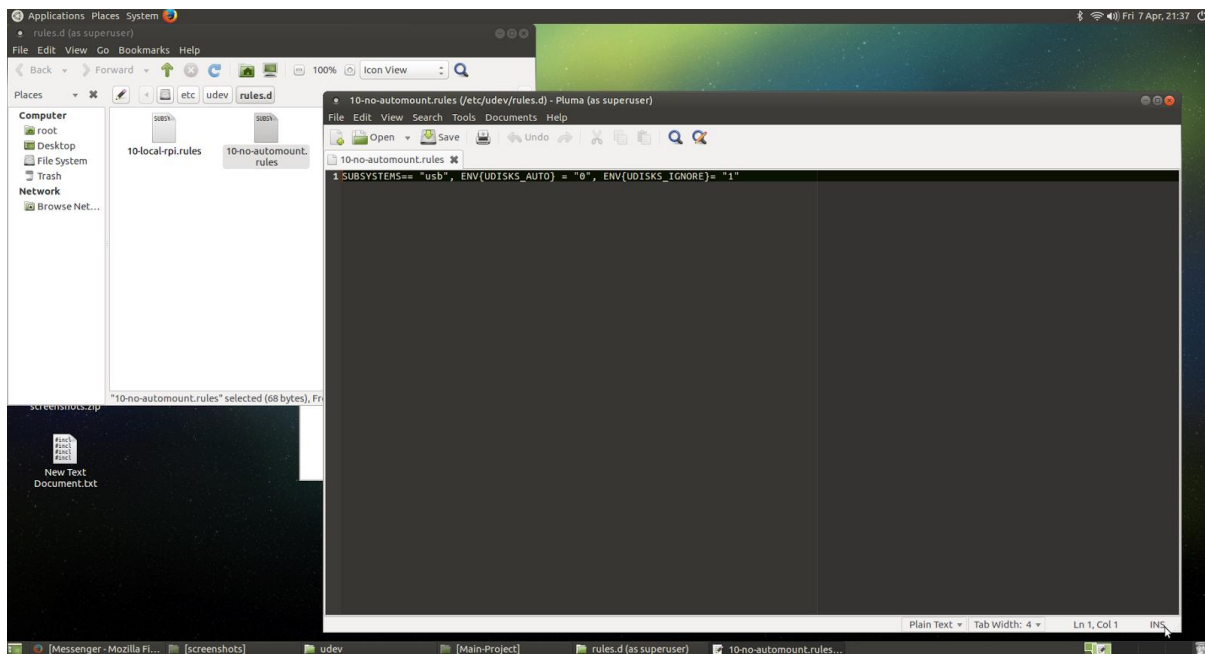 Applications Places System Fri 7 Apr, 21:37
rules.d (as superuser)
File Edit View Go Bookmarks Help
Back Forward 100% Icon View
Places etc udev rules.d
Computer
root
Desktop
File System
Trash
Network
Browse Net...
SUBSY
10-local-rpi.rules
SUBSY
10-no-automount.
rules
"10-no-automount.rules" selected (68 bytes), Fr
screenshots.zip
#incl
#incl
#incl
#incl
New Text
Document.txt
10-no-automount.rules (/etc/udev/rules.d) - Pluma (as superuser)
File Edit View Search Tools Documents Help
Open Save Undo
10-no-automount.rules
1 SUBSYSTEMS== "usb", ENV{UDISKS_AUTO} = "0", ENV{UDISKS_IGNORE}= "1"
Plain Text Tab Width: 4 Ln 1, Col 1 INS
[Messenger - Mozilla Fi... [screenshots] udev [Main-Project] rules.d (as superuser) 10-no-automount.rules...